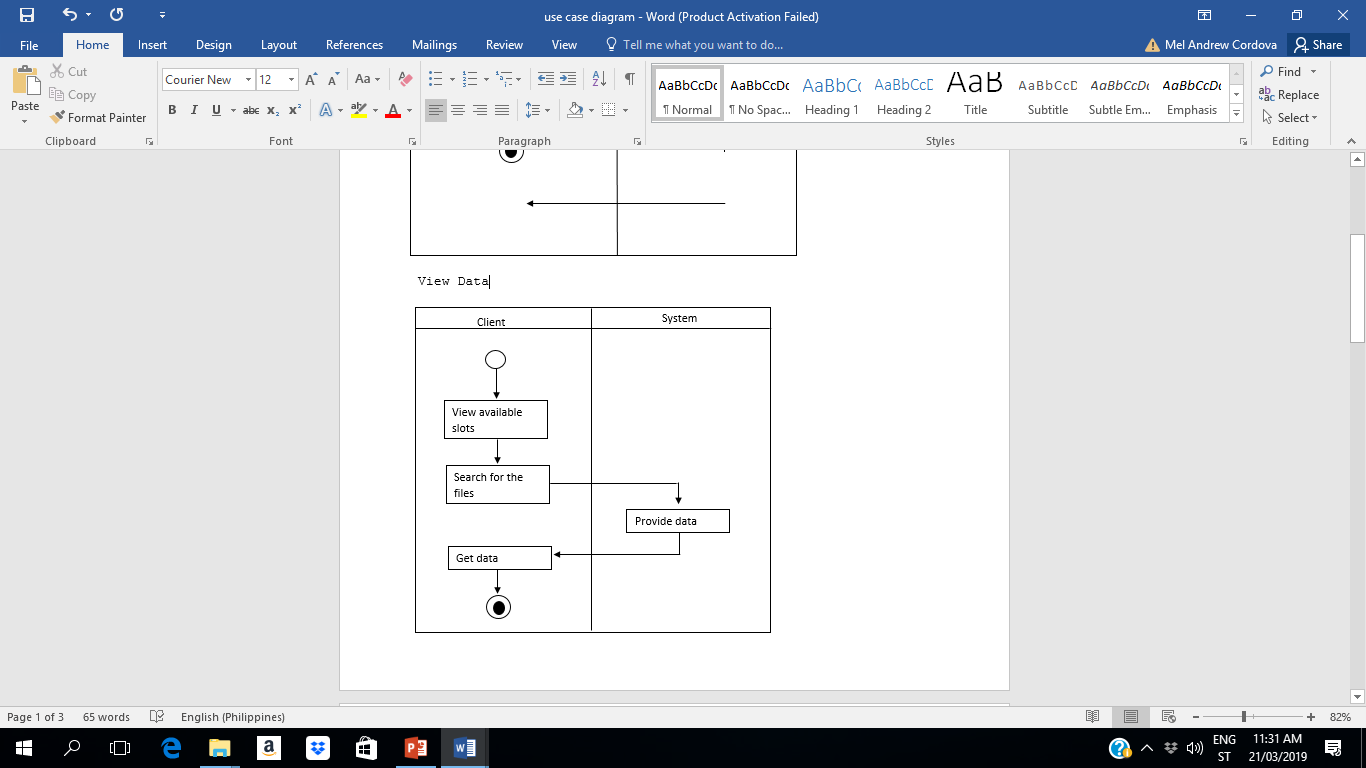 use case diagram - Word (Product Activation Failed)
File Home Insert Design Layout References Mailings Review View Tell me what you want to do... Mel Andrew Cordova Share
Paste
Cut
Copy
Format Painter
Clipboard
Courier New 12 Aa
B I U abc x₂ x² A A
Font
Paragraph
AaBbCcDc AaBbCcDc AaBbCc AaBbCcD AaB AaBbCcD AaBbCcDc AaBbCcDc
¶ Normal ¶ No Spac... Heading 1 Heading 2 Title Subtitle Subtle Em... Emphasis
Styles
Find
Replace
Select
Editing
View Data
Client System
View available
slots
Search for the
files
Provide data
Get data
Page 1 of 3 65 words English (Philippines) 82%
ENG 11:31 AM
ST 21/03/2019